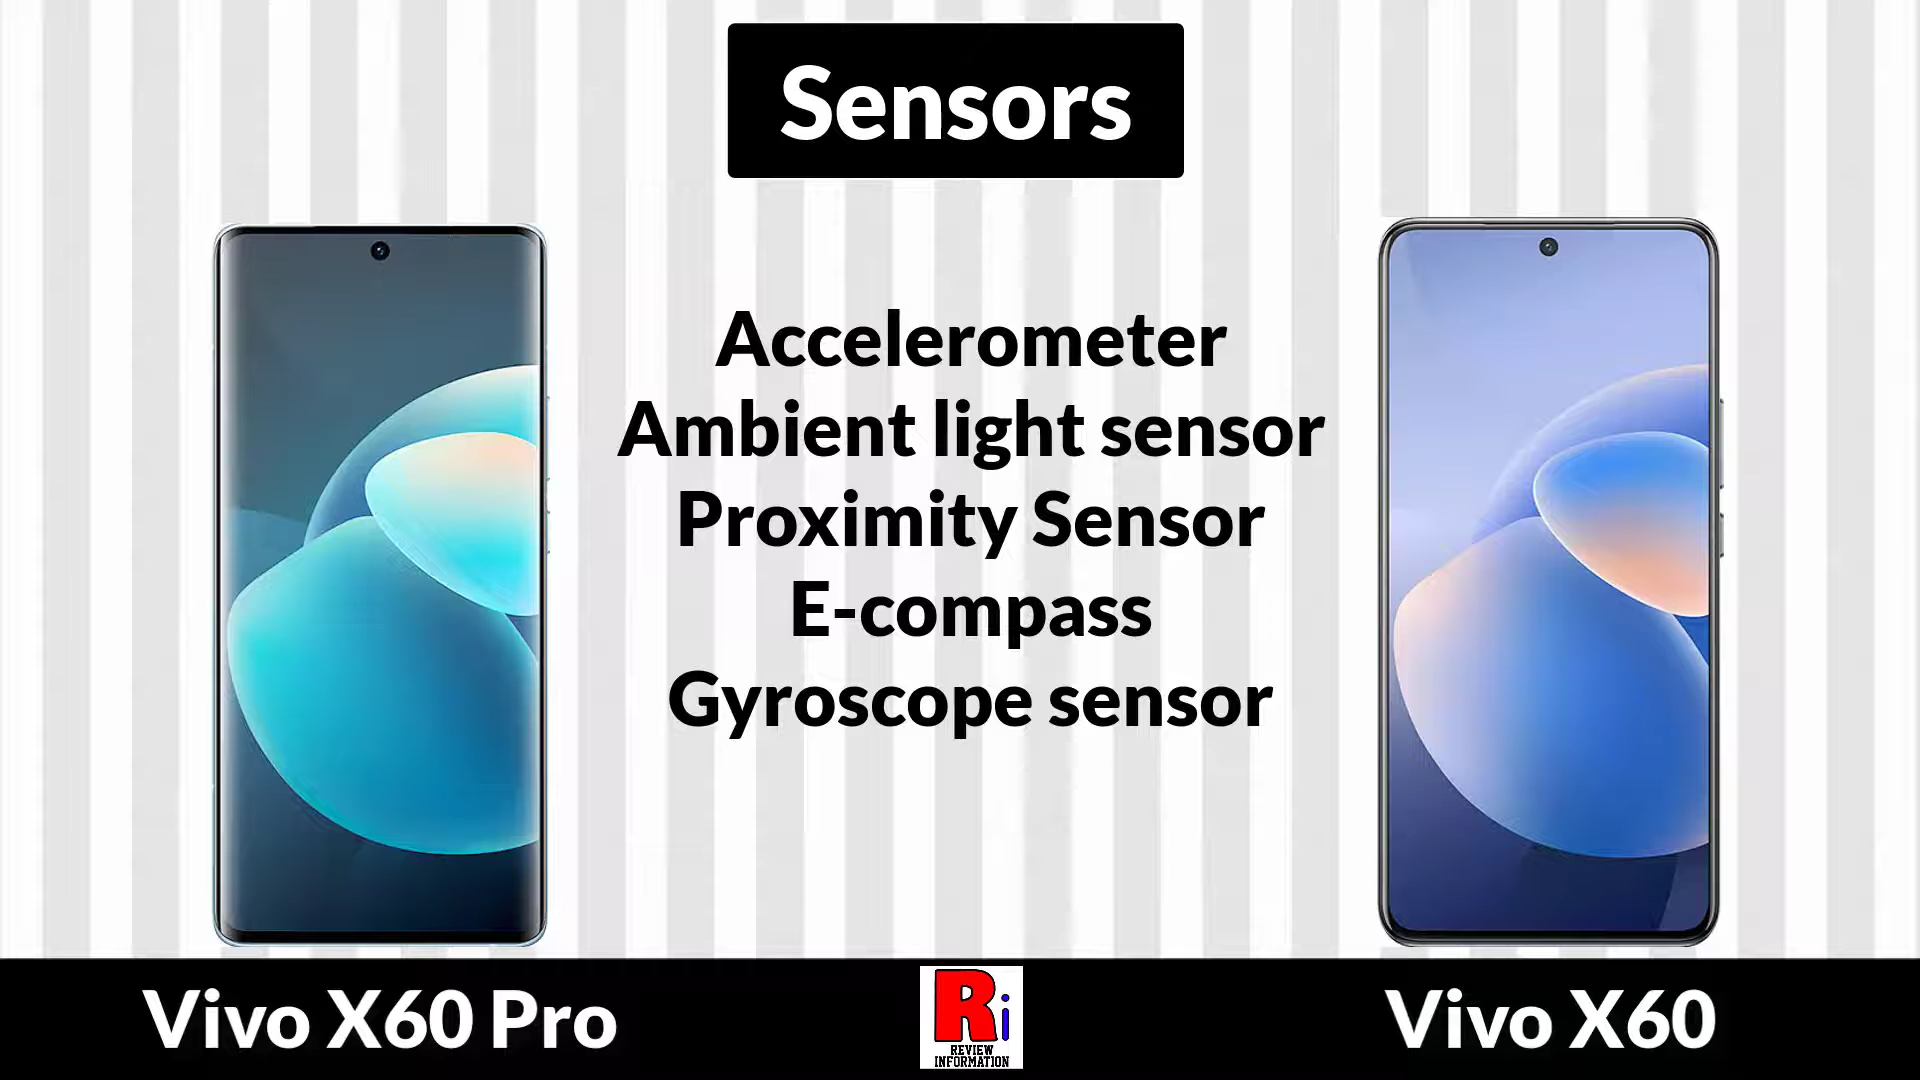 Sensors
Accelerometer
Ambient light sensor
Proximity Sensor
E-compass
Gyroscope sensor
Vivo X60 Pro
Ri
REVIEW
INFORMATION
Vivo X60